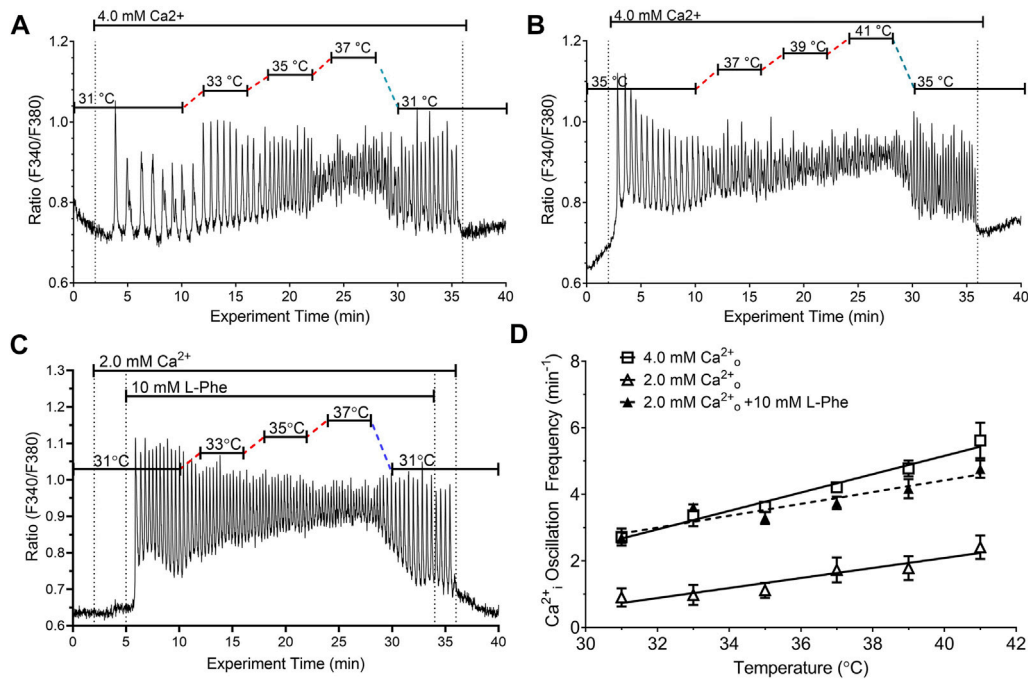 A
4.0 mM Ca2+
37 °C
35 °C
33 °C
31 °C
31 °C
Ratio (F340/F380)
1.2
1.0
0.8
0.6
0 5 10 15 20 25 30 35 40
Experiment Time (min)
B
4.0 mM Ca2+
41 °C
39 °C
37 °C
35 °C
35 °C
Ratio (F340/F380)
1.2
1.0
0.8
0.6
0 5 10 15 20 25 30 35 40
Experiment Time (min)
C
2.0 mM Ca²⁺
10 mM L-Phe
37°C
35°C
33°C
31°C
31°C
Ratio (F340/F380)
1.3
1.2
1.1
1.0
0.9
0.8
0.7
0.6
0 5 10 15 20 25 30 35 40
Experiment Time (min)
D
4.0 mM Ca²⁺ₒ
2.0 mM Ca²⁺ₒ
2.0 mM Ca²⁺ₒ +10 mM L-Phe
Ca²⁺ᵢ Oscillation Frequency (min⁻¹)
8
6
4
2
0
30 32 34 36 38 40 42
Temperature (°C)